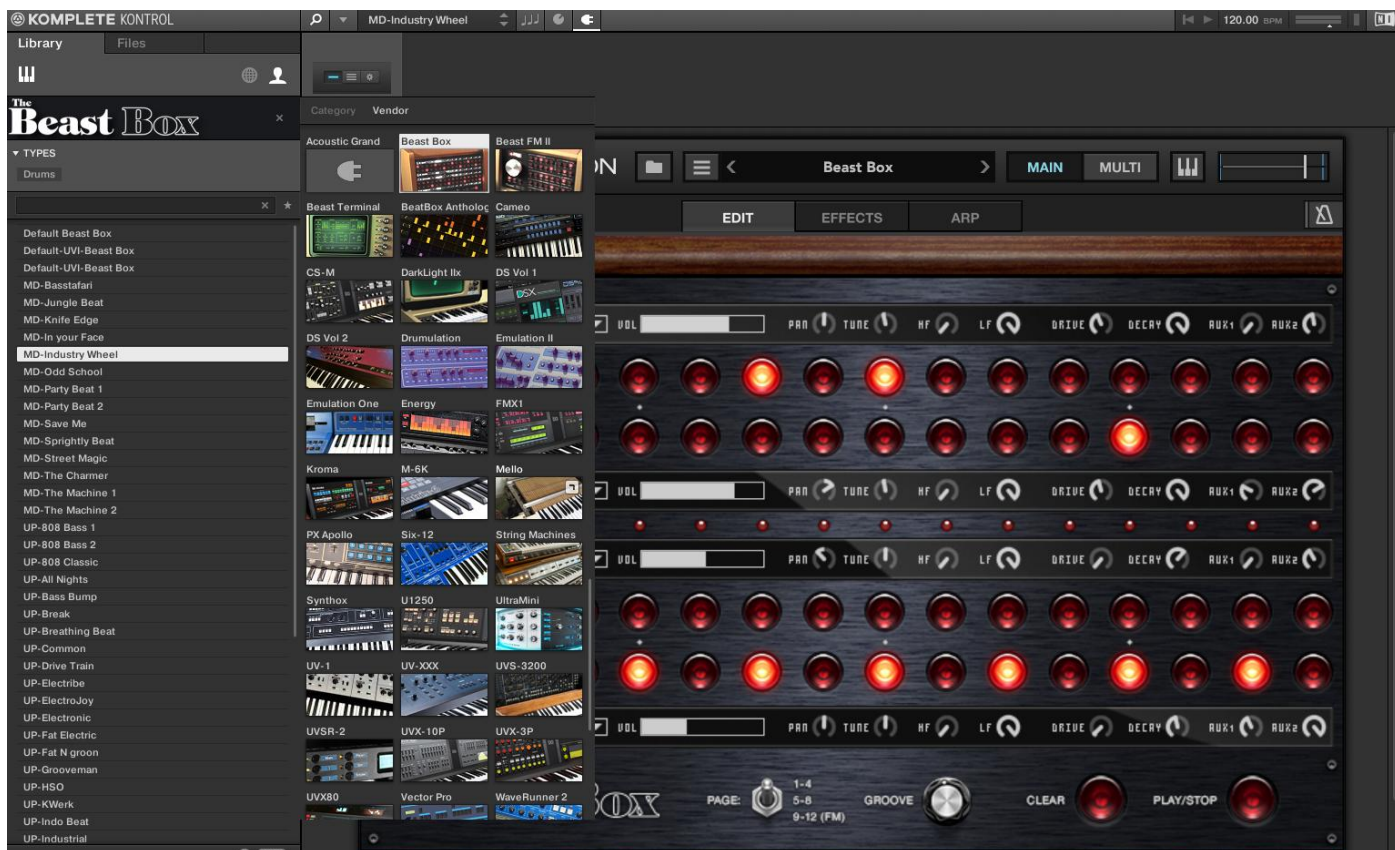 KOMPLETE KONTROL
MD-Industry Wheel
120.00 BPM
Library Files
The
Beast Box
TYPES
Drums
Default Beast Box
Default-UVI-Beast Box
Default-UVI-Beast Box
MD-Basstafari
MD-Jungle Beat
MD-Knife Edge
MD-In your Face
MD-Industry Wheel
MD-Odd School
MD-Party Beat 1
MD-Party Beat 2
MD-Save Me
MD-Sprightly Beat
MD-Street Magic
MD-The Charmer
MD-The Machine 1
MD-The Machine 2
UP-808 Bass 1
UP-808 Bass 2
UP-808 Classic
UP-All Nights
UP-Bass Bump
UP-Break
UP-Breathing Beat
UP-Common
UP-Drive Train
UP-Electribe
UP-ElectroJoy
UP-Electronic
UP-Fat Electric
UP-Fat N groon
UP-Grooveman
UP-HSO
UP-KWerk
UP-Indo Beat
UP-Industrial
Category Vendor
Acoustic Grand Beast Box Beast FM II
Beast Terminal BeatBox Antholog Cameo
CS-M DarkLight IIx DS Vol 1
DS Vol 2 Drumulation Emulation II
Emulation One Energy FMX1
Kroma M-6K Mello
PX Apollo Six-12 String Machines
Synthox U1250 UltraMini
UV-1 UV-XXX UVS-3200
UVSR-2 UVX-10P UVX-3P
UVX80 Vector Pro WaveRunner 2
ON Beast Box MAIN MULTI
EDIT EFFECTS ARP
VOL PAN TUNE HF LF DRIVE DECAY AUX1 AUX2
VOL PAN TUNE HF LF DRIVE DECAY AUX1 AUX2
VOL PAN TUNE HF LF DRIVE DECAY AUX1 AUX2
VOL PAN TUNE HF LF DRIVE DECAY AUX1 AUX2
Box PAGE: 1-4
5-8
9-12 (FM)
GROOVE CLEAR PLAY/STOP